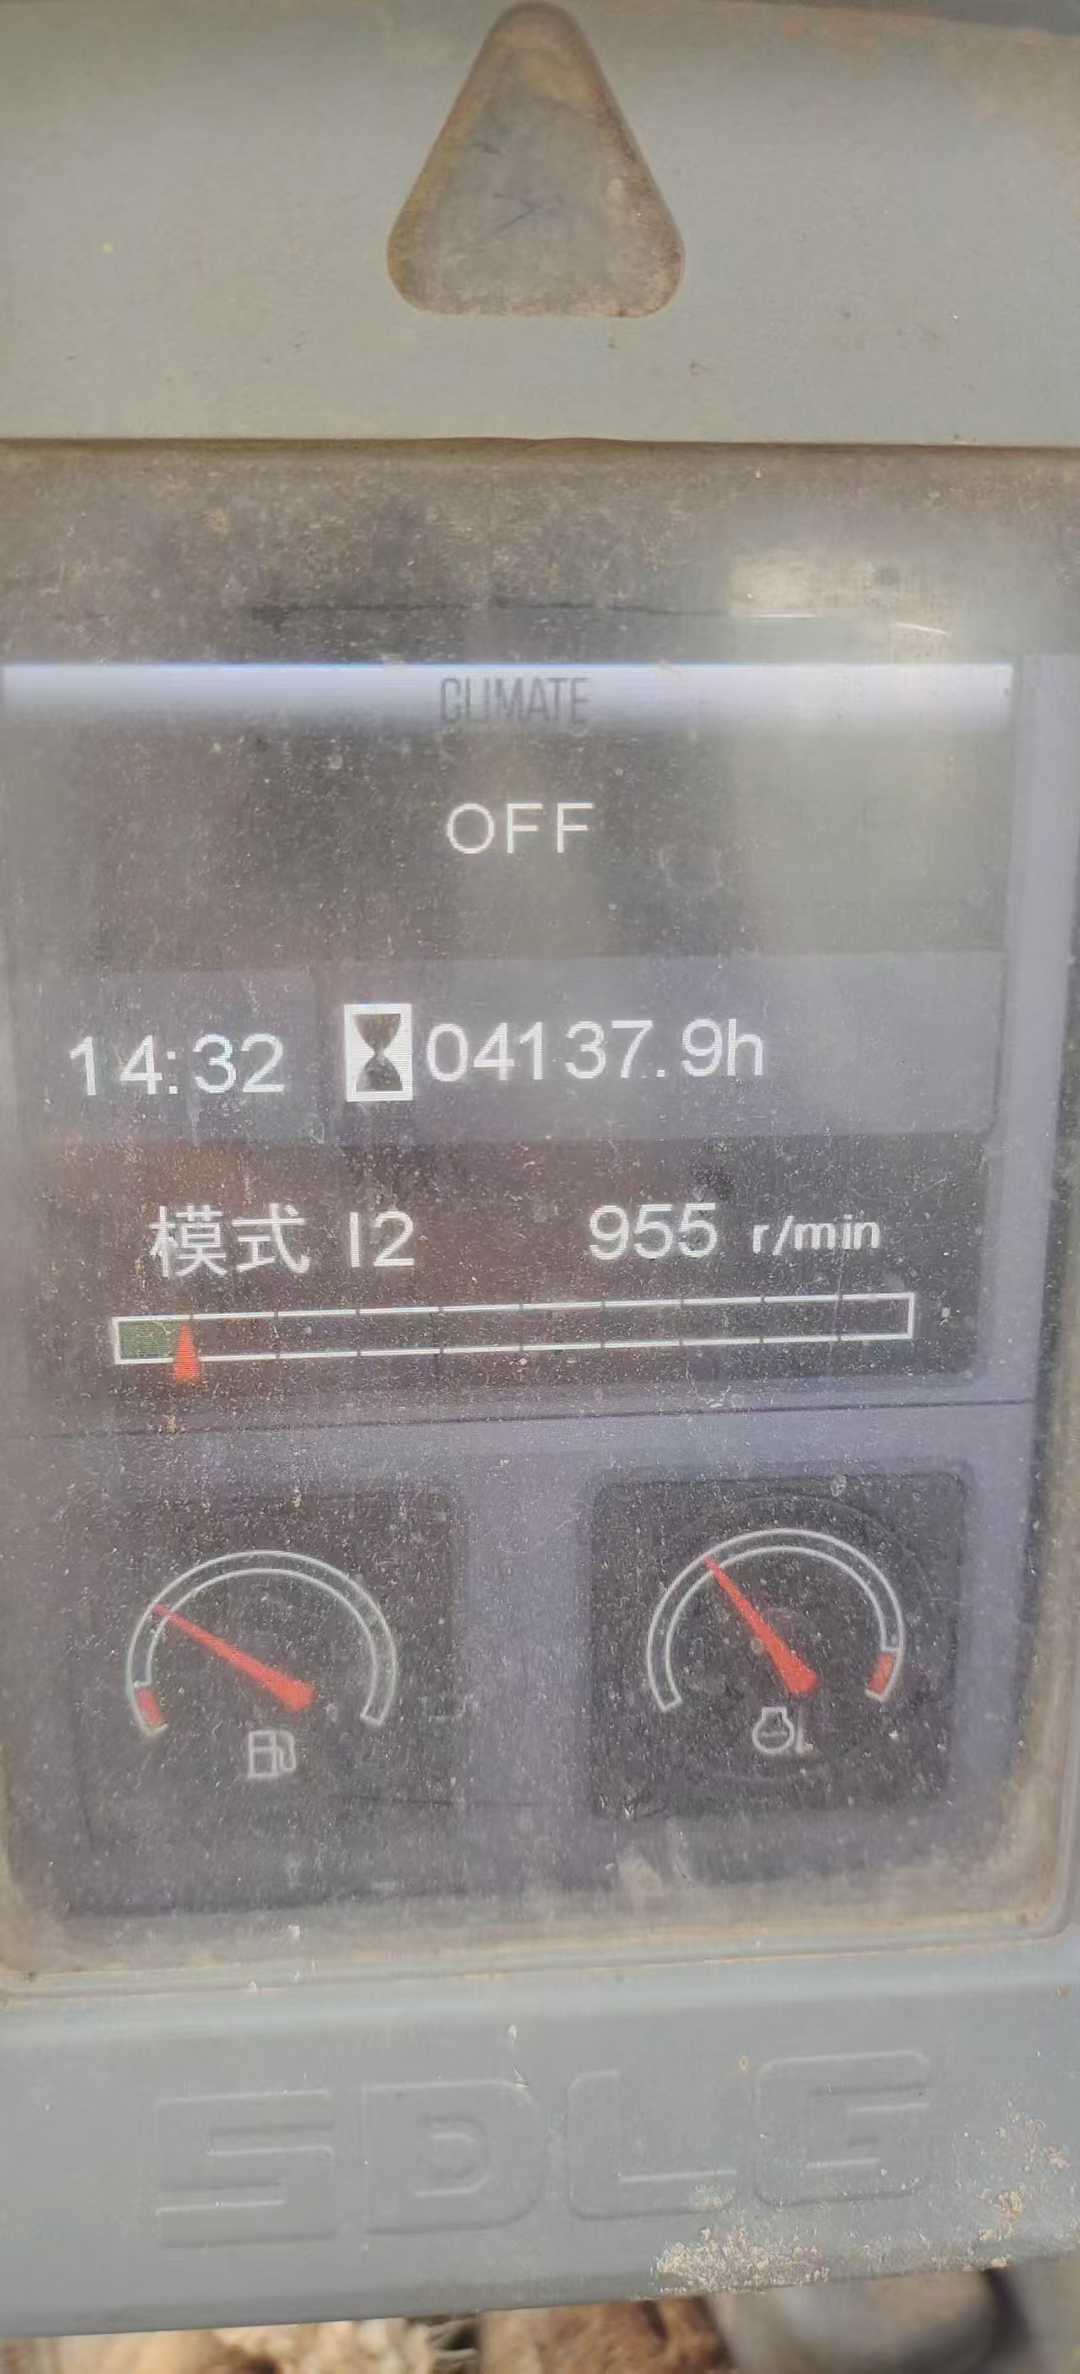 CLIMATE
OFF
14:32 04137.9h
模式 I2 955 r/min
SDLG